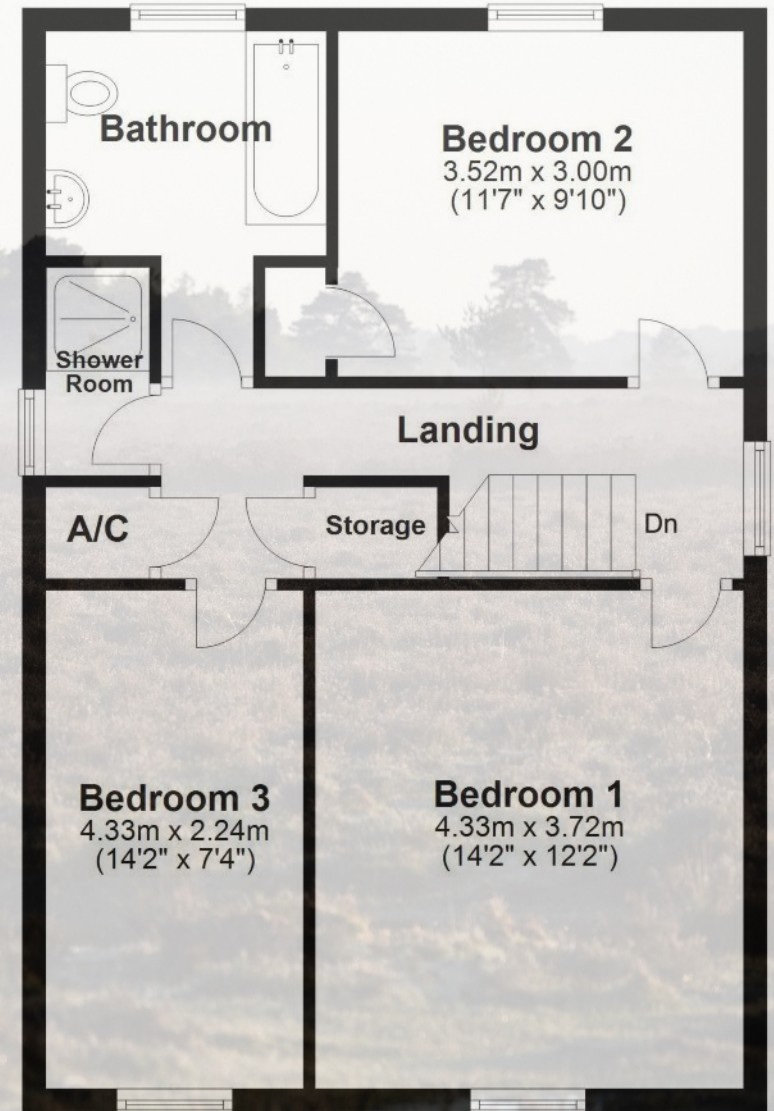 Bathroom
Bedroom 2
3.52m x 3.00m
(11'7" x 9'10")
Shower
Room
Landing
A/C
Storage
Dn
Bedroom 3
4.33m x 2.24m
(14'2" x 7'4")
Bedroom 1
4.33m x 3.72m
(14'2" x 12'2")